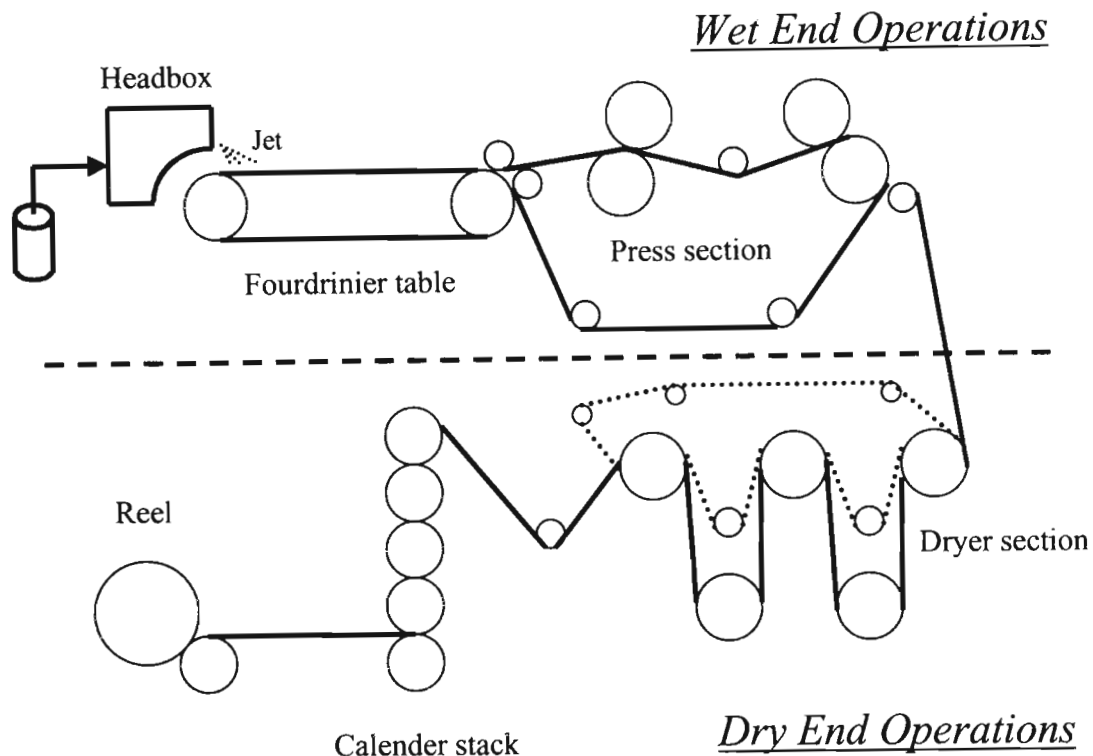 Wet End Operations
Headbox
Jet
Press section
Fourdrinier table
Reel
Dryer section
Calender stack
Dry End Operations